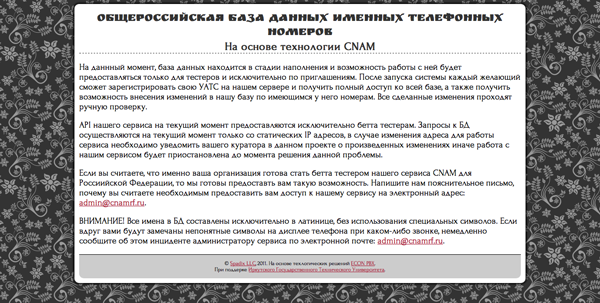 ОБЩЕРОССИЙСКАЯ БАЗА ДАННЫХ ИМЕННЫХ ТЕЛЕФОННЫХ
НОМЕРОВ
На основе технологии CNAM
На даннный момент, база данных находится в стадии наполнения и возможность работы с ней будет
предоставляться только для тестеров и исключительно по приглашениям. После запуска системы каждый желающий
сможет зарегистрировать свою УАТС на нашем сервере и получить полный доступ ко всей базе, а также получить
возможность внесения изменений в нашу базу по имеющимся у него номерам. Все сделанные изменения проходят
ручную проверку.
API нашего сервиса на текущий момент предоставляются исключительно бетта тестерам. Запросы к БД
осуществляются на текущий момент только со статических IP адресов, в случае изменения адреса для работы
сервиса необходимо уведомить вашего куратора в данном проекте о произведенных изменениях иначе работа с
нашим сервисом будет приостановлена до момента решения данной проблемы.
Если вы считаете, что именно ваша организация готова стать бетта тестером нашего сервиса CNAM для
Российской Федерации, то мы готовы предоставть вам такую возможность. Напишите нам пояснительное письмо,
почему вы считаете необходимым предоставить вам доступ к нашему сервису на электронный адрес:
admin@cnamrf.ru.
ВНИМАНИЕ! Все имена в БД составлены исключительно в латинице, без использования специальных символов. Если
вдруг вами будут замечаны непонятные символы на дисплее телефона при каком-либо звонке, немедленно
сообщите об этом инциденте администратору сервиса по электронной почте: admin@cnamrf.ru.
LLC, 2011. На основе технологических решений ECON PBX.
При поддержке Иркутского Государственного Технического Университета.